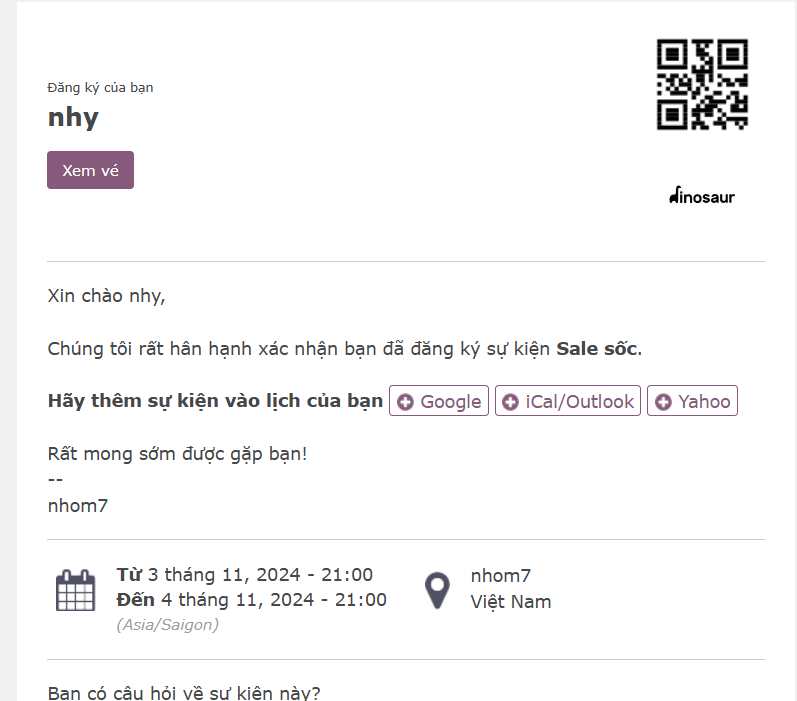 Đăng ký của bạn
nhy
Xem vé
dinosaur
Xin chào nhy,
Chúng tôi rất hân hạnh xác nhận bạn đã đăng ký sự kiện Sale sốc.
Hãy thêm sự kiện vào lịch của bạn Google iCal/Outlook Yahoo
Rất mong sớm được gặp bạn!
--
nhom7
Từ 3 tháng 11, 2024 - 21:00
Đến 4 tháng 11, 2024 - 21:00
(Asia/Saigon)
nhom7
Việt Nam
Bạn có câu hỏi về sự kiện này?